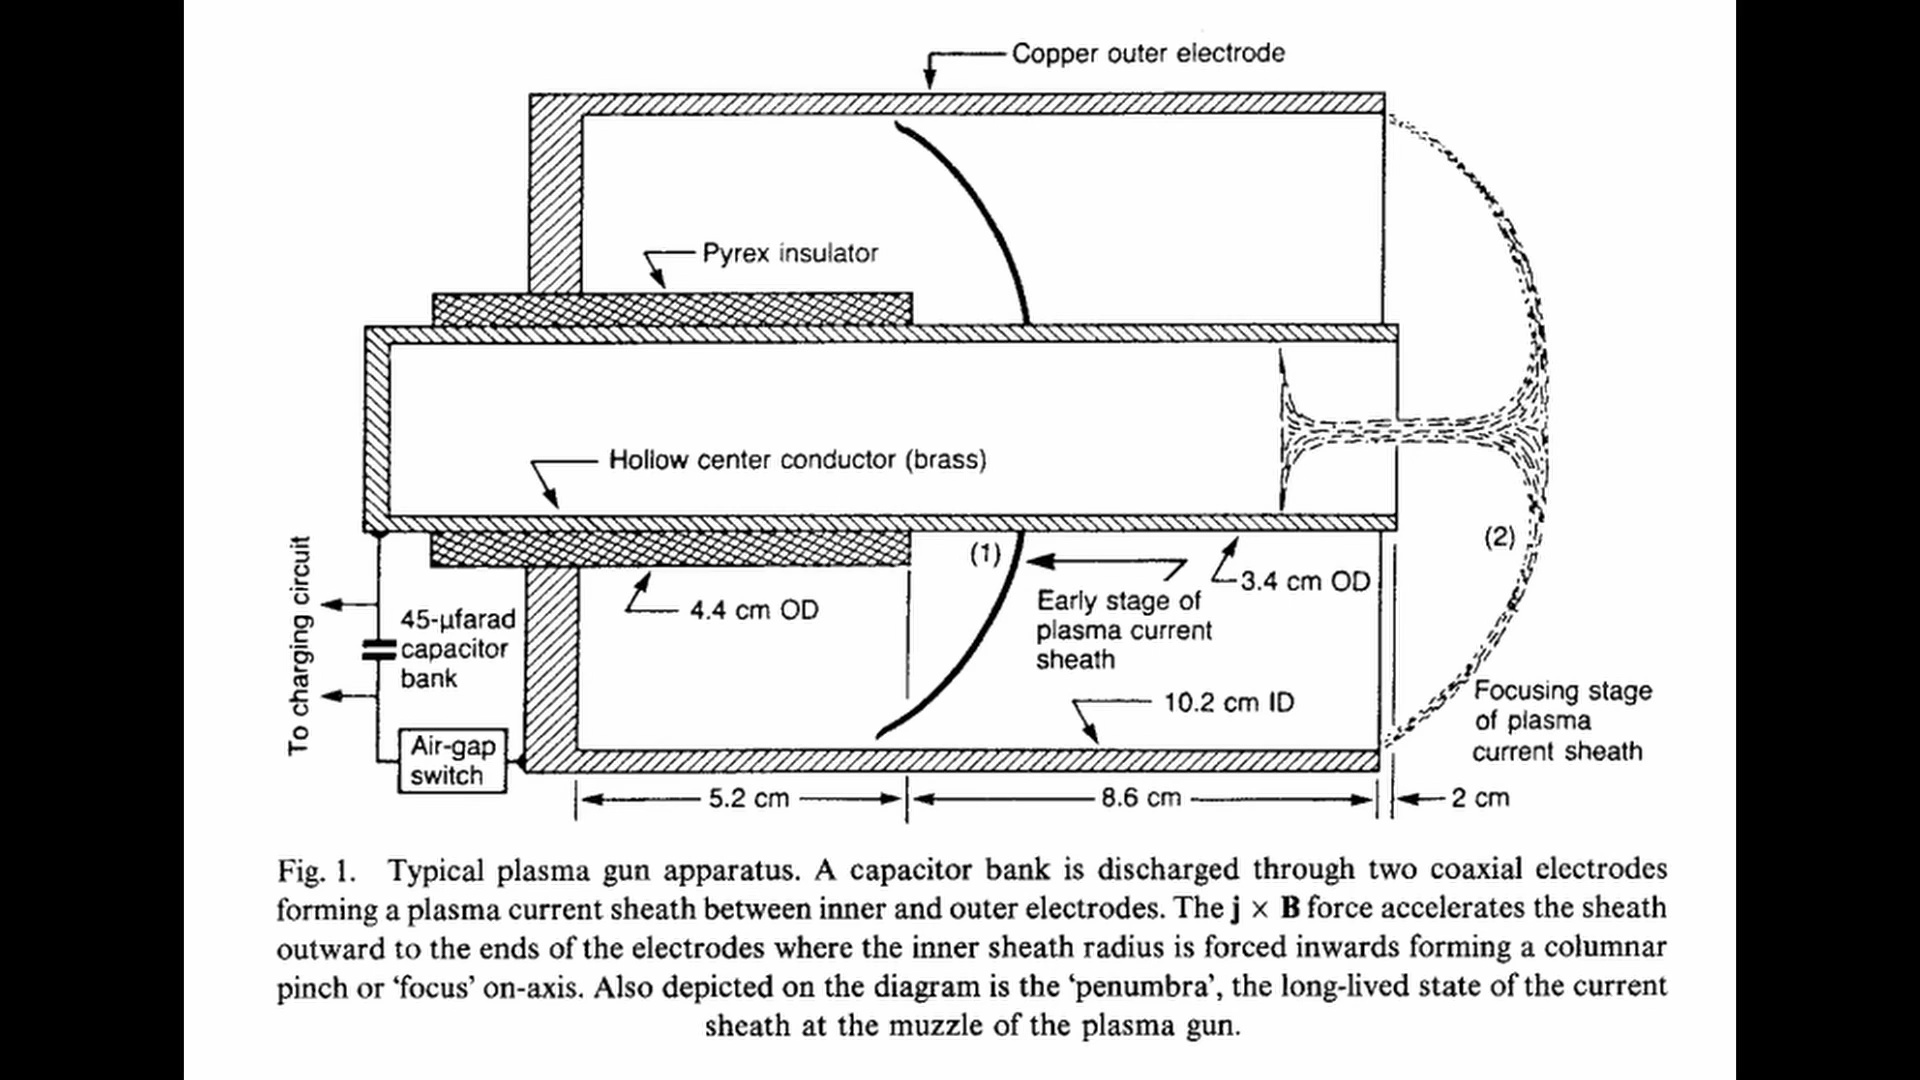 Copper outer electrode
Pyrex insulator
Hollow center conductor (brass)
To charging circuit
45-μfarad
capacitor
bank
Air-gap
switch
4.4 cm OD
(1)
Early stage of
plasma current
sheath
3.4 cm OD
10.2 cm ID
(2)
Focusing stage
of plasma
current sheath
5.2 cm
8.6 cm
2 cm
Fig. 1. Typical plasma gun apparatus. A capacitor bank is discharged through two coaxial electrodes
forming a plasma current sheath between inner and outer electrodes. The j × B force accelerates the sheath
outward to the ends of the electrodes where the inner sheath radius is forced inwards forming a columnar
pinch or ‘focus’ on-axis. Also depicted on the diagram is the ‘penumbra’, the long-lived state of the current
sheath at the muzzle of the plasma gun.